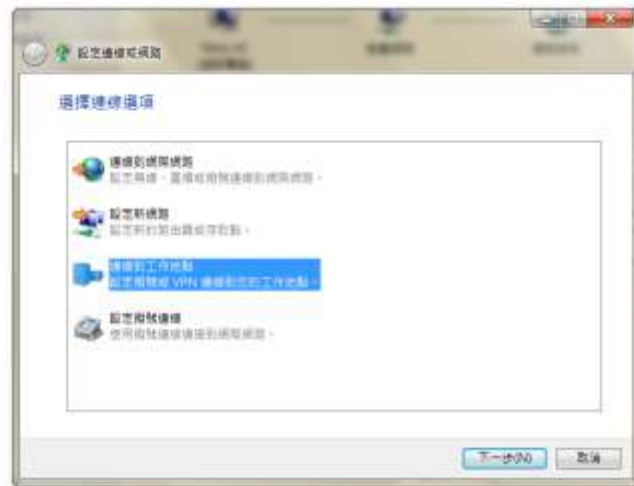 設定連線或網路
選擇連線選項
連線到網際網路
設定無線、寬頻或撥號連線到網際網路。
設定新網路
設定新的路由器或存取點。
連線到工作地點
設定撥號或 VPN 連線到您的工作地點。
設定撥號連線
使用撥號連線連接到網際網路。
下一步(N)
取消